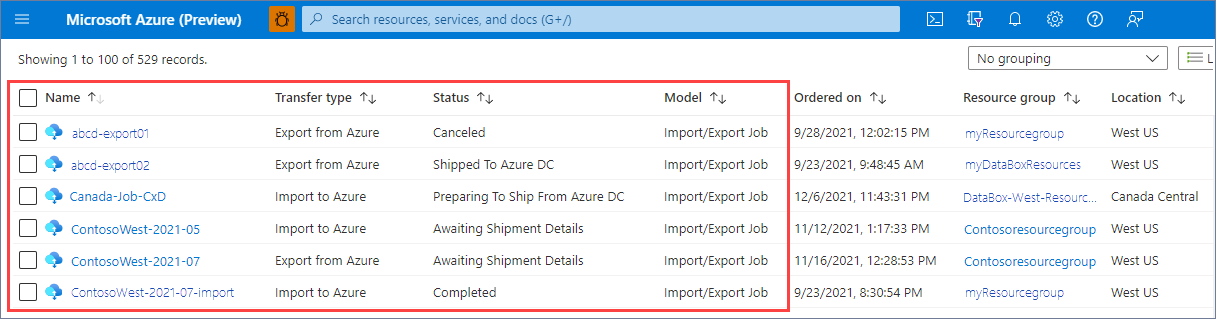 Microsoft Azure (Preview) Search resources, services, and docs (G+/)
Showing 1 to 100 of 529 records. No grouping L
Name Transfer type Status Model Ordered on Resource group Location
abcd-export01 Export from Azure Canceled Import/Export Job 9/28/2021, 12:02:15 PM myResourcegroup West US
abcd-export02 Export from Azure Shipped To Azure DC Import/Export Job 9/23/2021, 9:48:45 AM myDataBoxResources West US
Canada-Job-CxD Import to Azure Preparing To Ship From Azure DC Import/Export Job 12/6/2021, 11:43:31 PM DataBox-West-Resourc... Canada Central
ContosoWest-2021-05 Import to Azure Awaiting Shipment Details Import/Export Job 11/12/2021, 1:17:33 PM Contosoresourcegroup West US
ContosoWest-2021-07 Export from Azure Awaiting Shipment Details Import/Export Job 11/16/2021, 12:28:53 PM Contosoresourcegroup West US
ContosoWest-2021-07-import Import to Azure Completed Import/Export Job 9/23/2021, 8:30:54 PM myResourcegroup West US